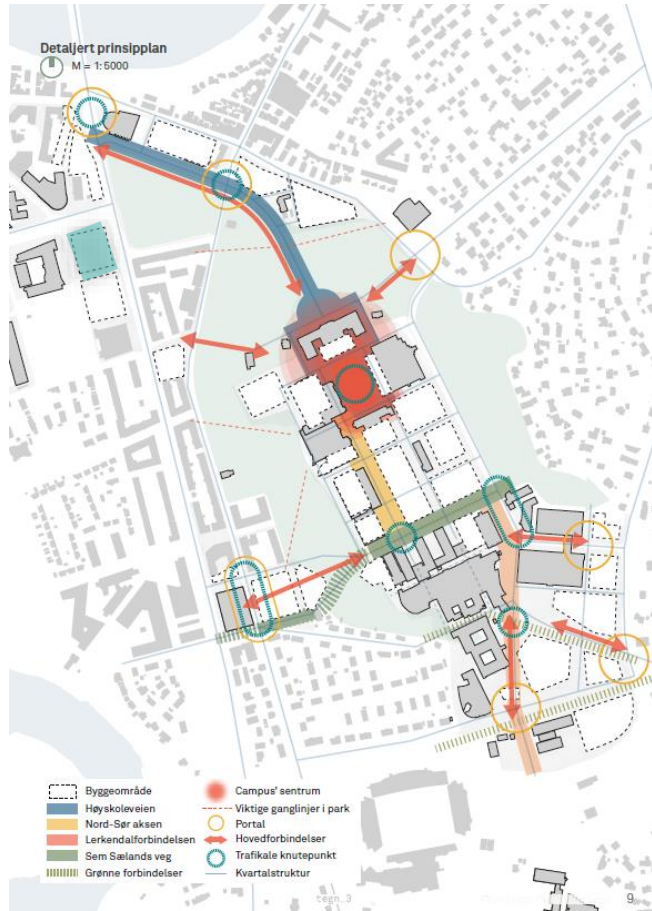 Detaljert prinsipplan
M = 1:5000
Byggeområde
Høyskoleveien
Nord-Sør aksen
Lerkendalforbindelsen
Sem Sælands veg
Grønne forbindelser
Campus' sentrum
Viktige ganglinjer i park
Portal
Hovedforbindelser
Trafikale knutepunkt
Kvartalstruktur
tegn_3
9